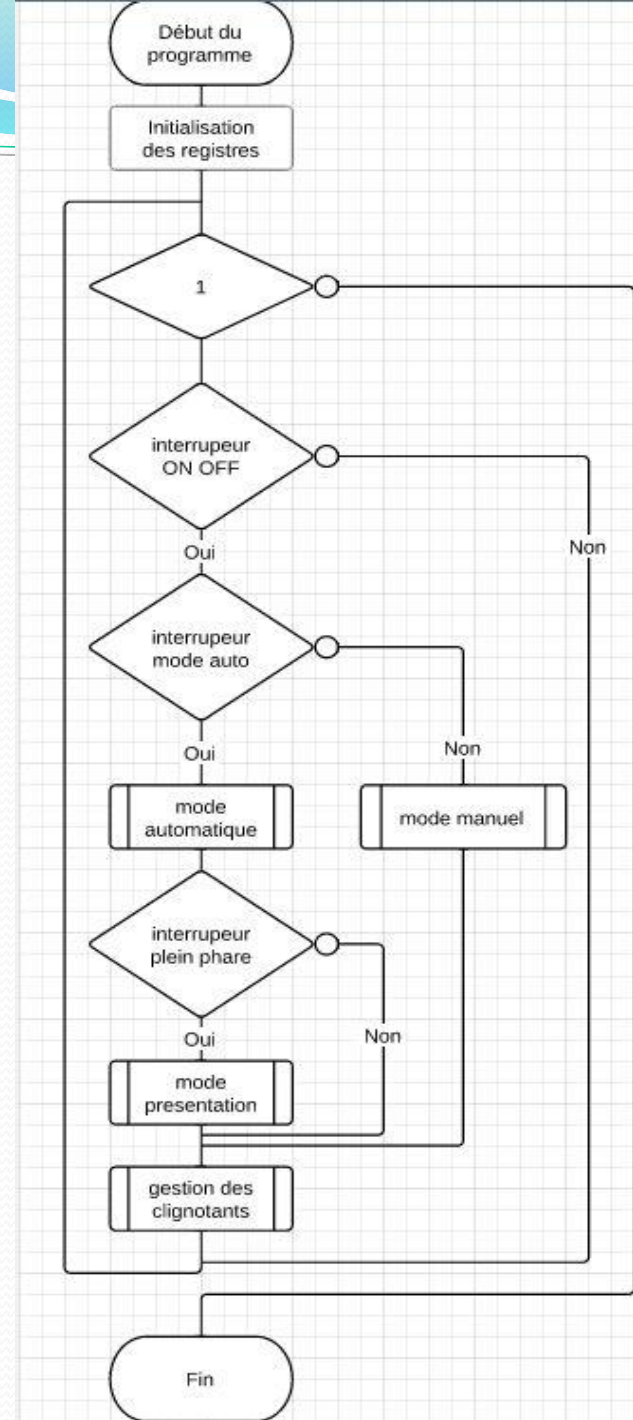 Début du
programme
Initialisation
des registres
1
interrupeur
ON OFF
Non
Oui
interrupeur
mode auto
Oui
Non
mode
automatique
mode manuel
interrupeur
plein phare
Oui
Non
mode
presentation
gestion des
clignotants
Fin